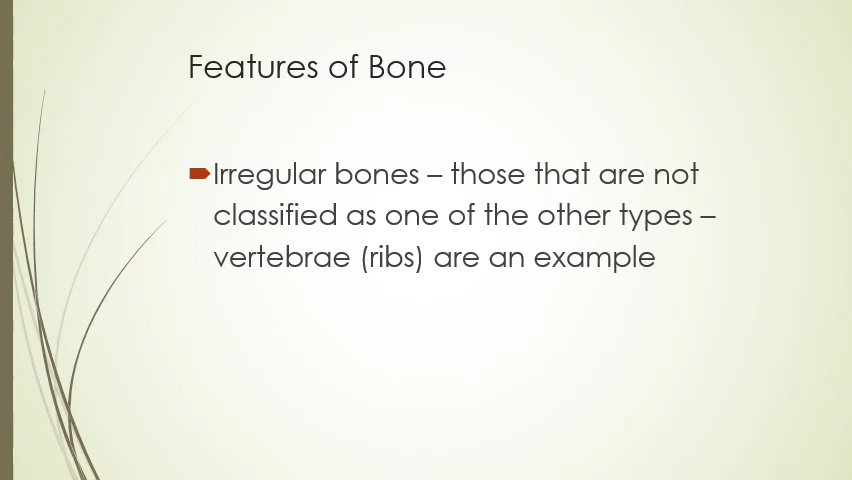 Features of Bone
Irregular bones – those that are not
classified as one of the other types –
vertebrae (ribs) are an example